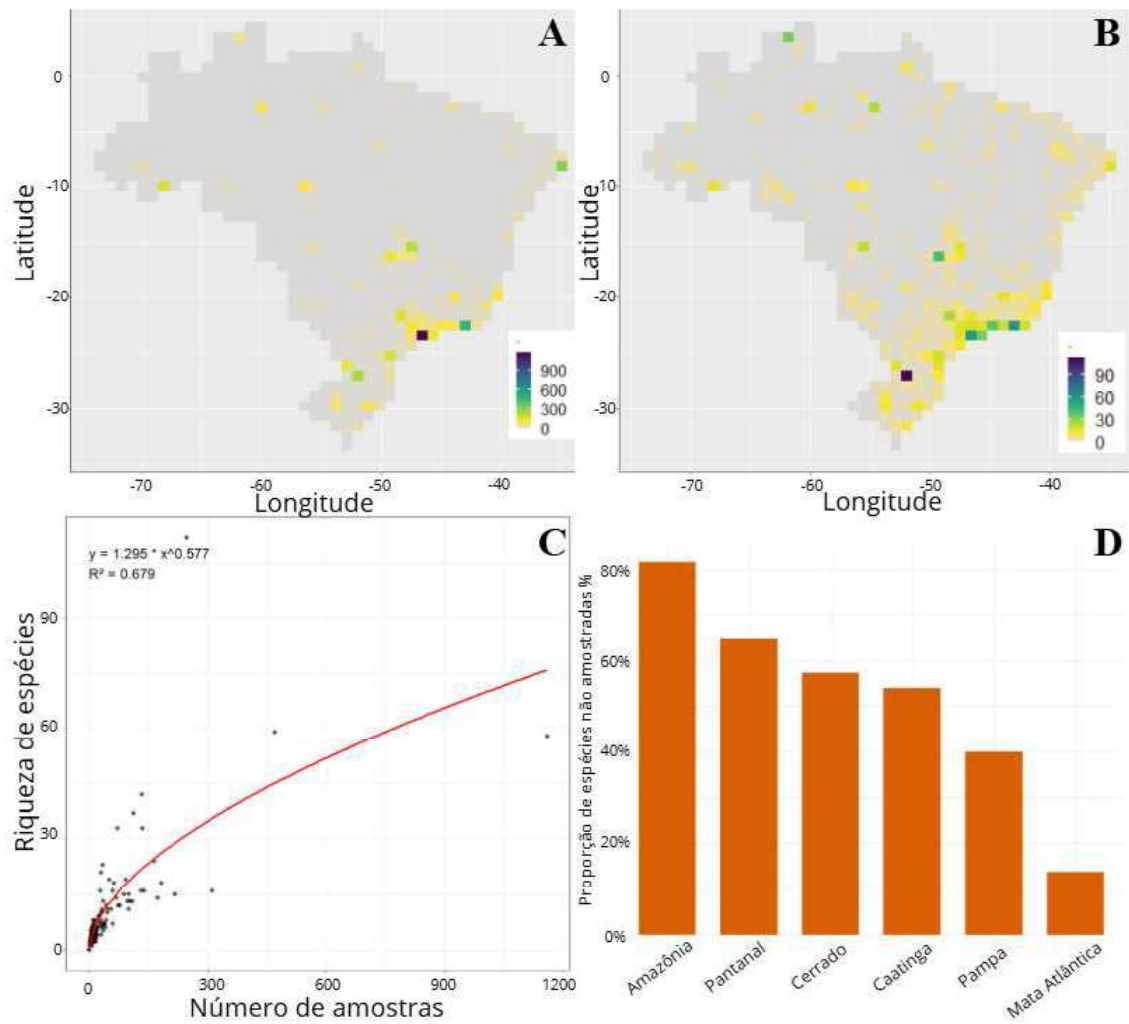 A
Latitude
0
-10
-20
-30
-70
-60
-50
-40
Longitude
900
600
300
0
B
Latitude
0
-10
-20
-30
-70
-60
-50
-40
Longitude
90
60
30
0
C
y = 1.295 * x^0.577
R² = 0.679
Riqueza de espécies
90
60
30
0
0
300
600
900
1200
Número de amostras
D
Proporção de espécies não amostradas %
80%
60%
40%
20%
0%
Amazônia
Pantanal
Cerrado
Caatinga
Pampa
Mata Atlântica